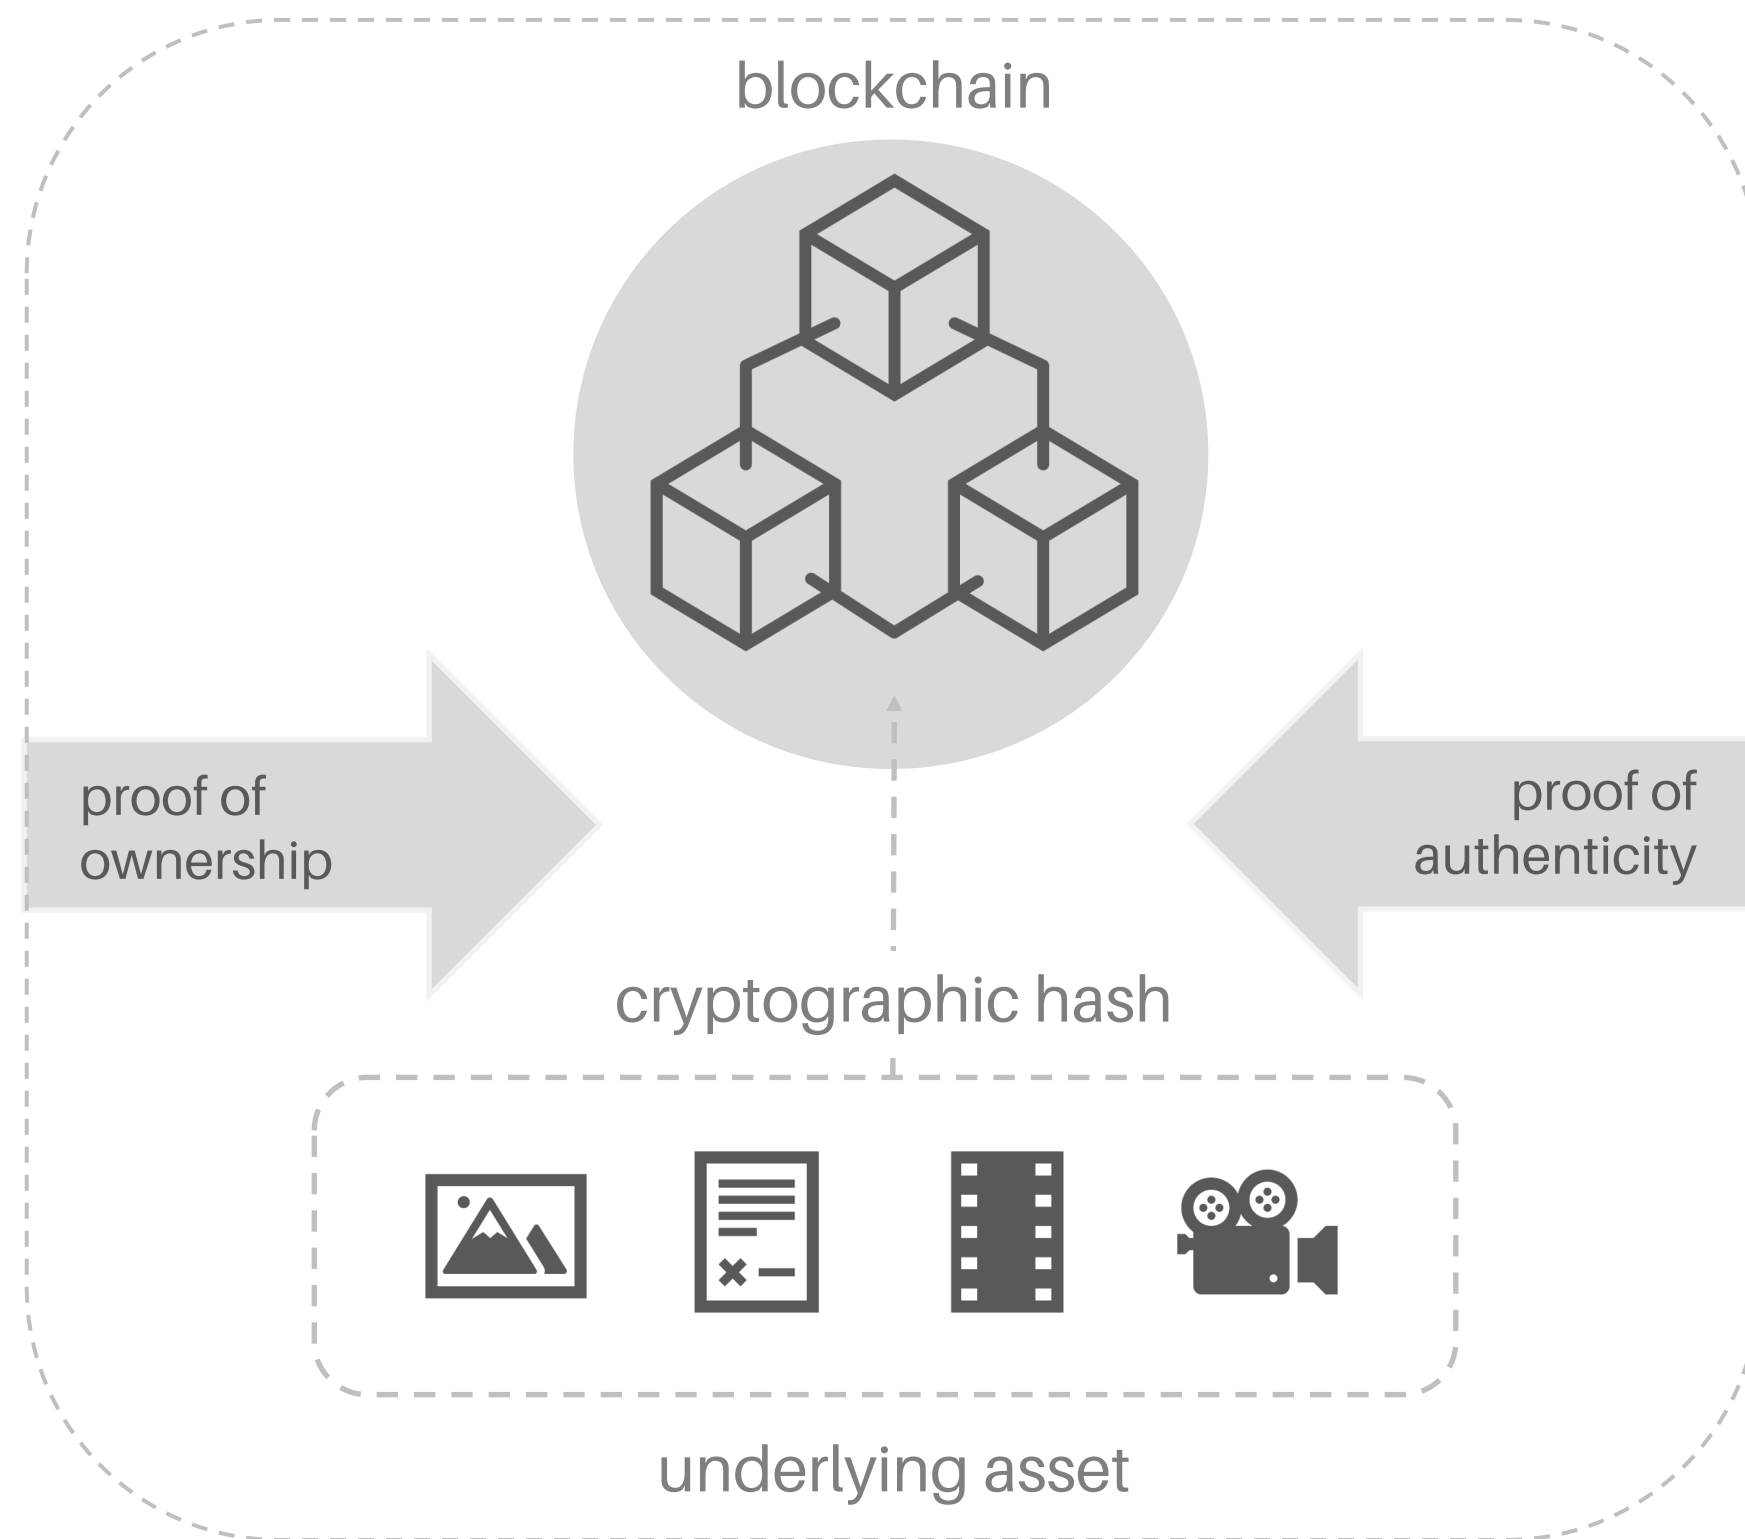 blockchain
proof of
ownership
proof of
authenticity
cryptographic hash
underlying asset